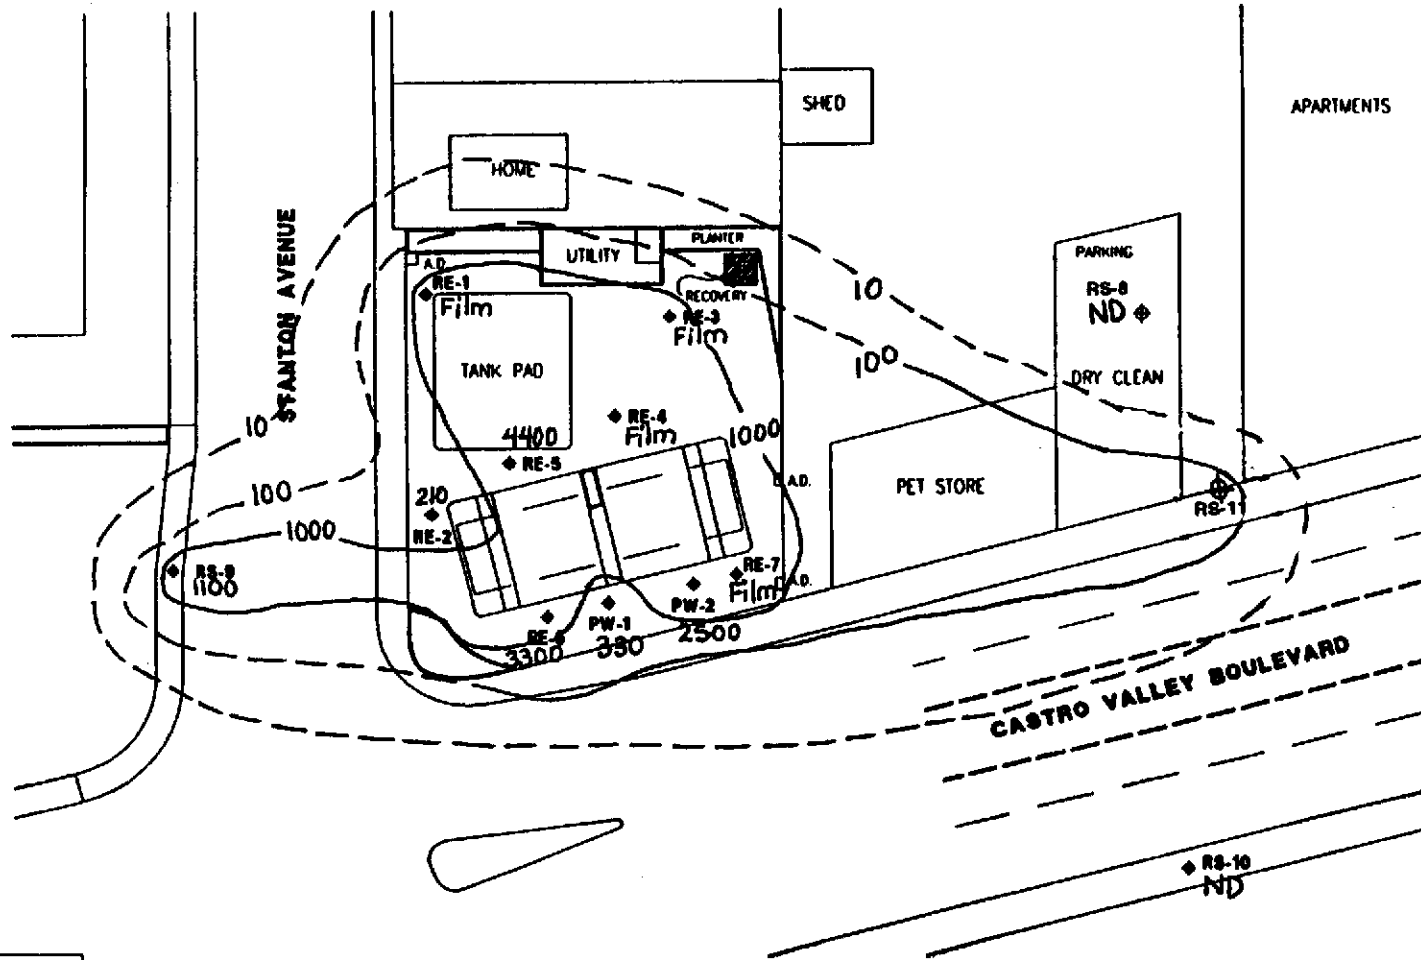 SHED
APARTMENTS
HOME
STANTON AVENUE
PLANTER
UTILITY
PARKING
A.D.
RE-1
Film
RECOVERY
10
RS-8
ND
RE-3
Film
100
TANK PAD
DRY CLEAN
RE-4
Film
10
4400
1000
RE-5
A.D.
PET STORE
100
210
RS-11
1000
RE-2
RS-9
1100
RE-7
Film
A.D.
PW-2
2500
PW-1
RE-6
3300
CASTRO VALLEY BOULEVARD
RS-10
ND